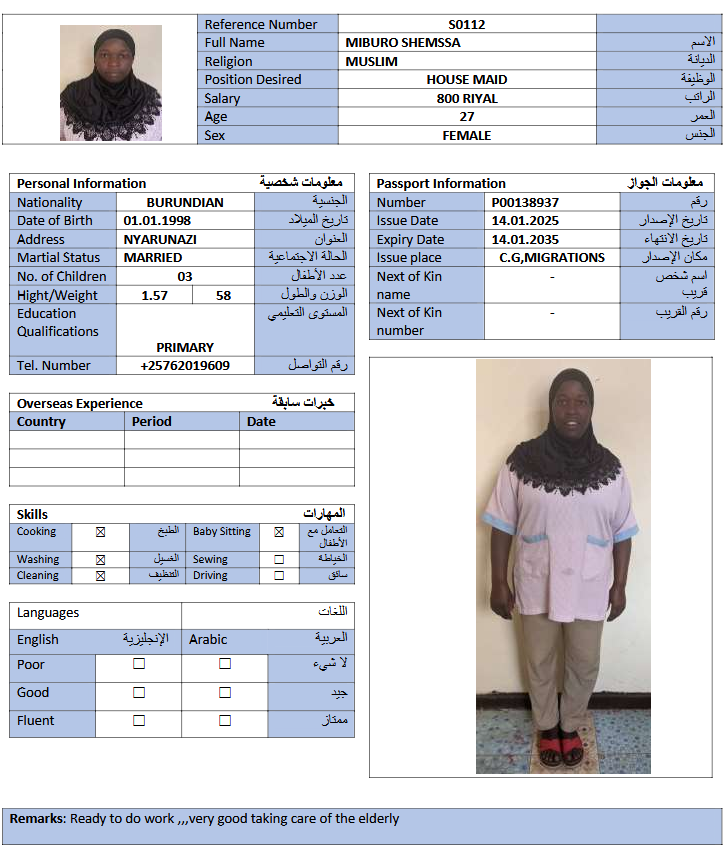 Reference Number S0112
Full Name MIBURO SHEMSSA الاسم
Religion MUSLIM الديانة
Position Desired HOUSE MAID الوظيفة
Salary 800 RIYAL الراتب
Age 27 العمر
Sex FEMALE الجنس
Personal Information معلومات شخصية
Nationality BURUNDIAN الجنسية
Date of Birth 01.01.1998 تاريخ الميلاد
Address NYARUNAZI العنوان
Martial Status MARRIED الحالة الاجتماعية
No. of Children 03 عدد الأطفال
Hight/Weight 1.57 58 الوزن والطول
Education Qualifications PRIMARY المستوى التعليمي
Tel. Number +25762019609 رقم التواصل
Passport Information معلومات الجواز
Number P00138937 رقم
Issue Date 14.01.2025 تاريخ الإصدار
Expiry Date 14.01.2035 تاريخ الانتهاء
Issue place C.G,MIGRATIONS مكان الإصدار
Next of Kin name - اسم شخص قريب
Next of Kin number - رقم القريب
Overseas Experience خبرات سابقة
Country Period Date
Skills المهارات
Cooking ☒ الطبخ Baby Sitting ☒ التعامل مع الأطفال
Washing ☒ الغسيل Sewing ☐ الخياطة
Cleaning ☒ التنظيف Driving ☐ سائق
Languages اللغات
English الإنجليزية Arabic العربية
Poor ☐ ☐ لا شيء
Good ☐ ☐ جيد
Fluent ☐ ☐ ممتاز
Remarks: Ready to do work ,,,very good taking care of the elderly